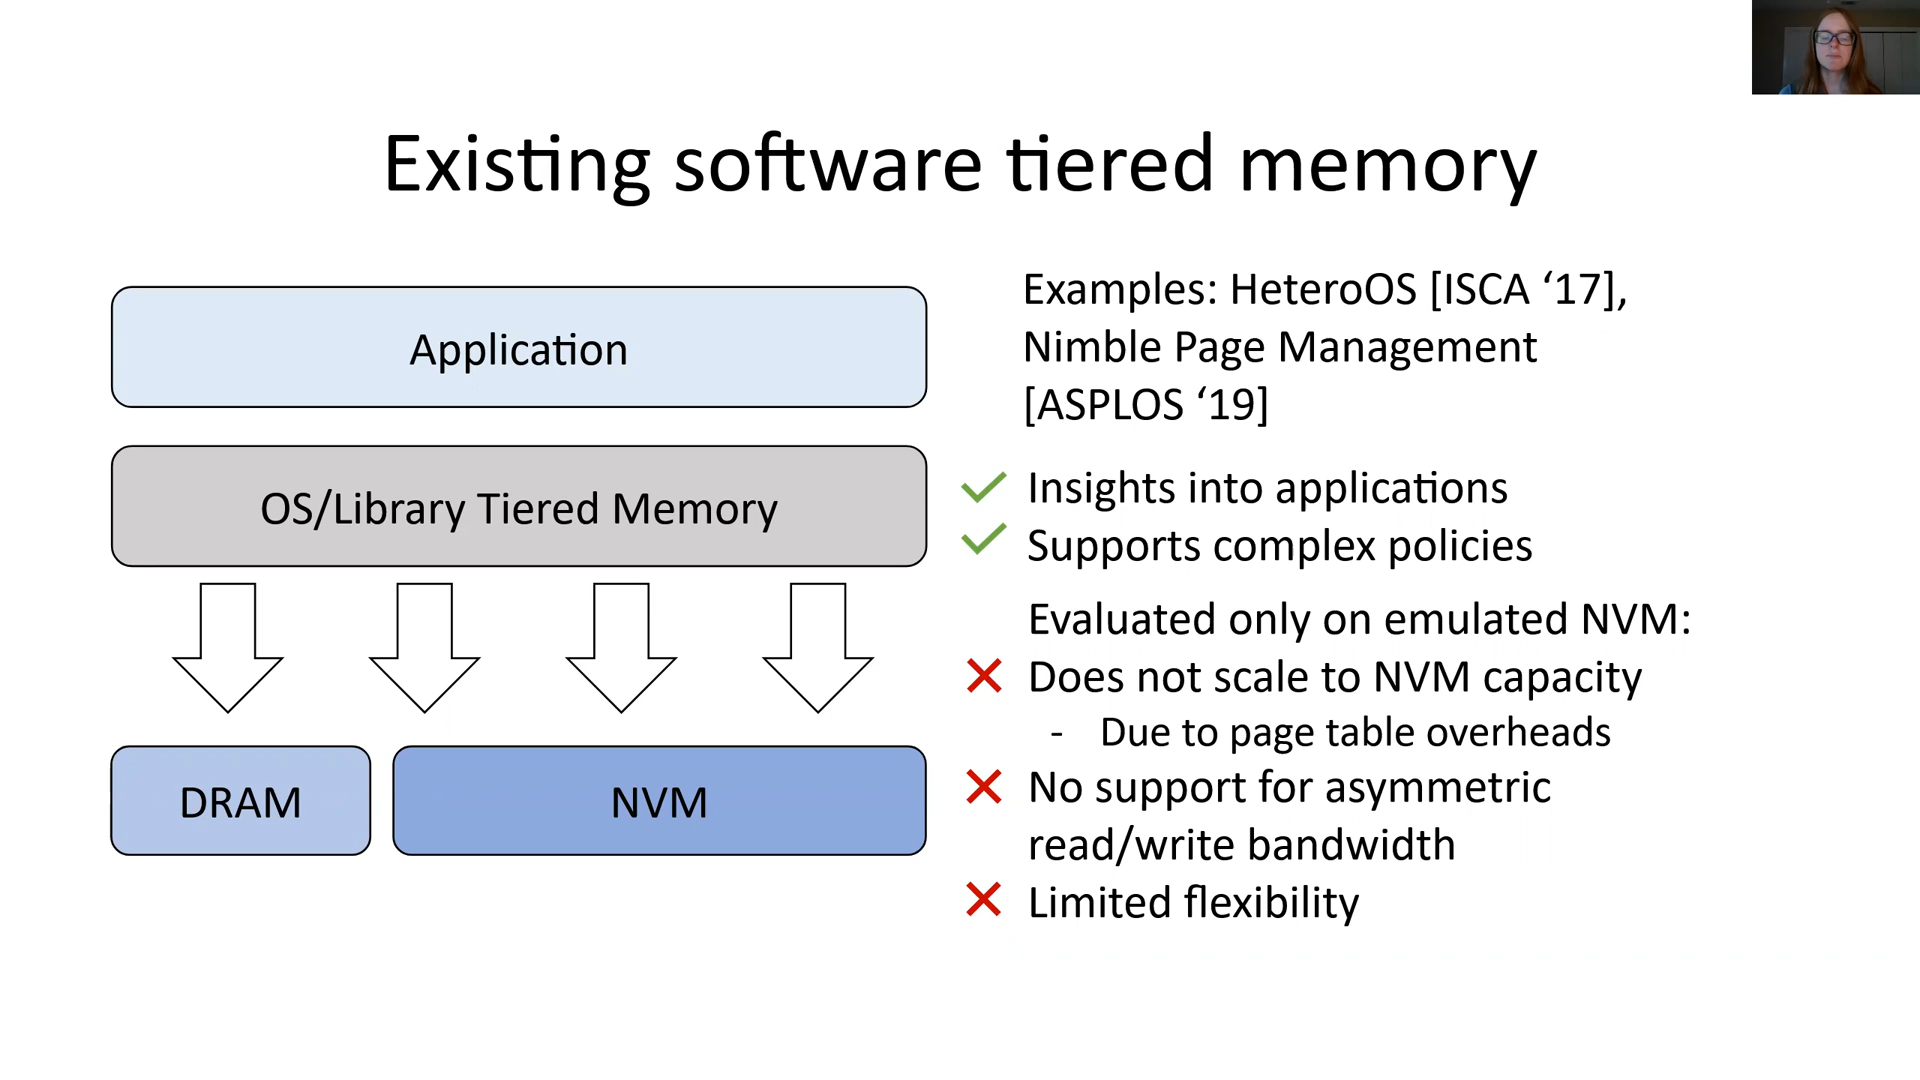 Existing software tiered memory
Application
OS/Library Tiered Memory
DRAM
NVM
Examples: HeteroOS [ISCA ‘17],
Nimble Page Management
[ASPLOS ‘19]
Insights into applications
Supports complex policies
Evaluated only on emulated NVM:
Does not scale to NVM capacity
- Due to page table overheads
No support for asymmetric
read/write bandwidth
Limited flexibility